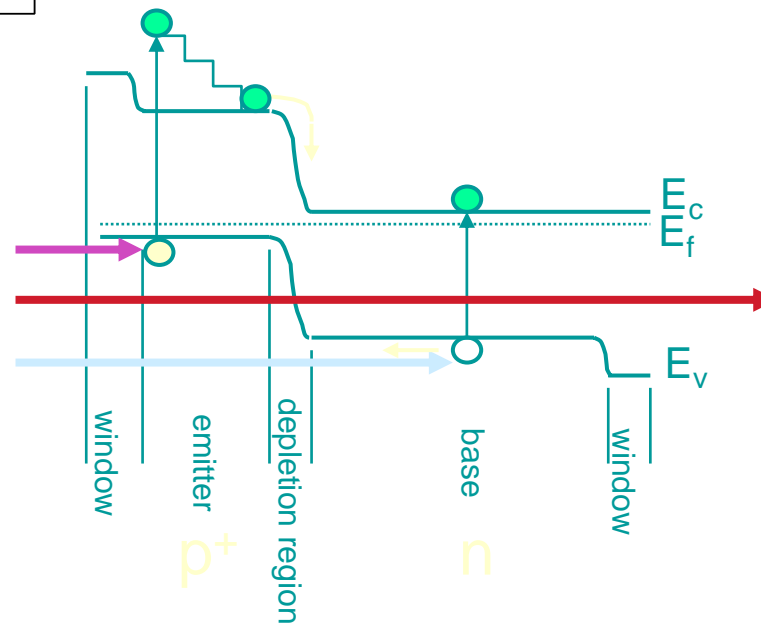 Ec
Ef
Ev
window
emitter
depletion region
base
window
p+
n